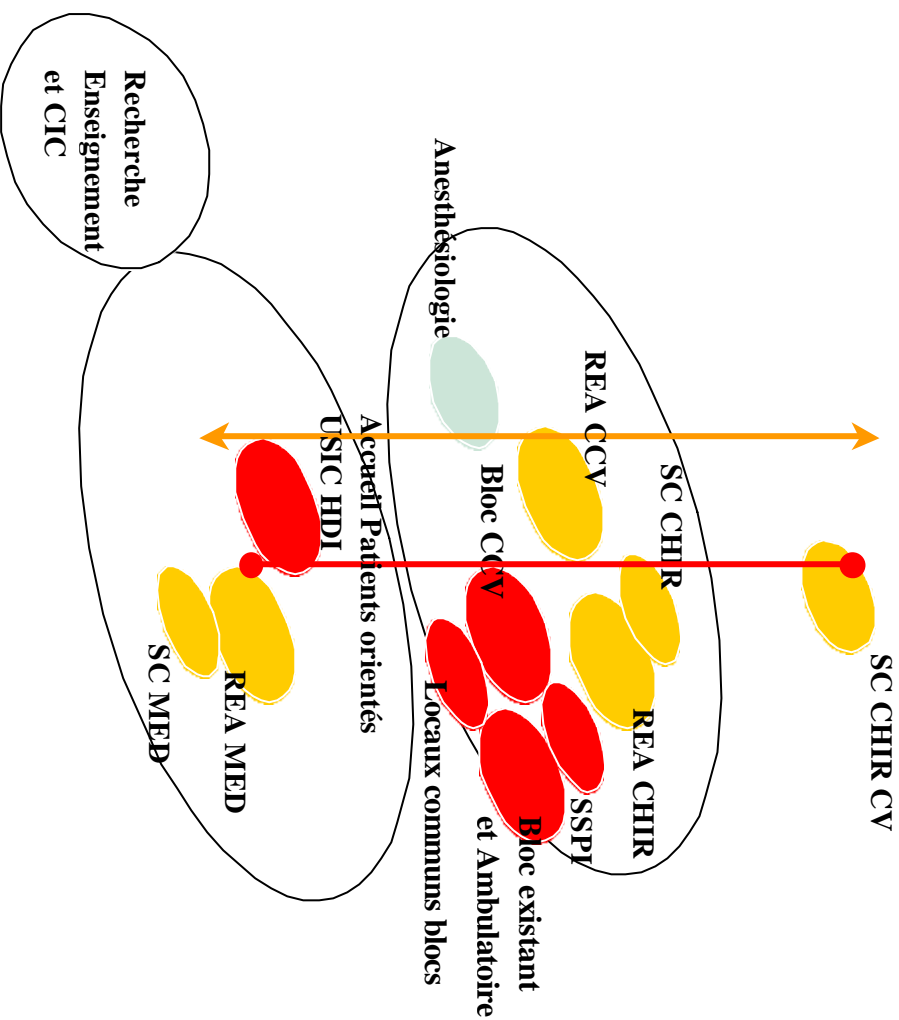 SC CHIR CV
SC CHIR
REA CHIR
REA CCV
SSPI
Bloc existant
et Ambulatoire
Bloc CCV
Anesthésiologie
Locaux communs blocs
Accueil Patients orientés
USIC HDI
REA MED
SC MED
Recherche
Enseignement
et CIC